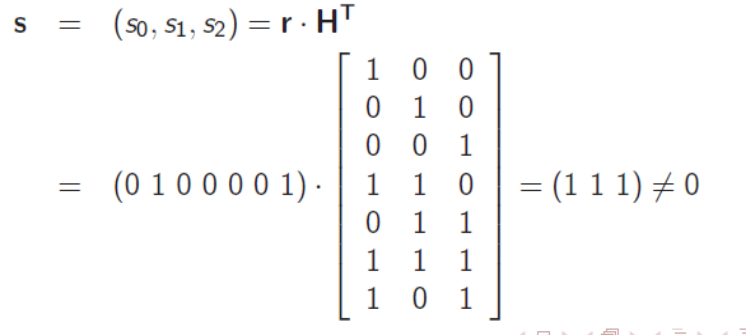 s = (s₀, s₁, s₂) = r · Hᵀ
1 0 0
0 1 0
0 0 1
= (0 1 0 0 0 0 1) · 1 1 0 = (1 1 1) ≠ 0
0 1 1
1 1 1
1 0 1